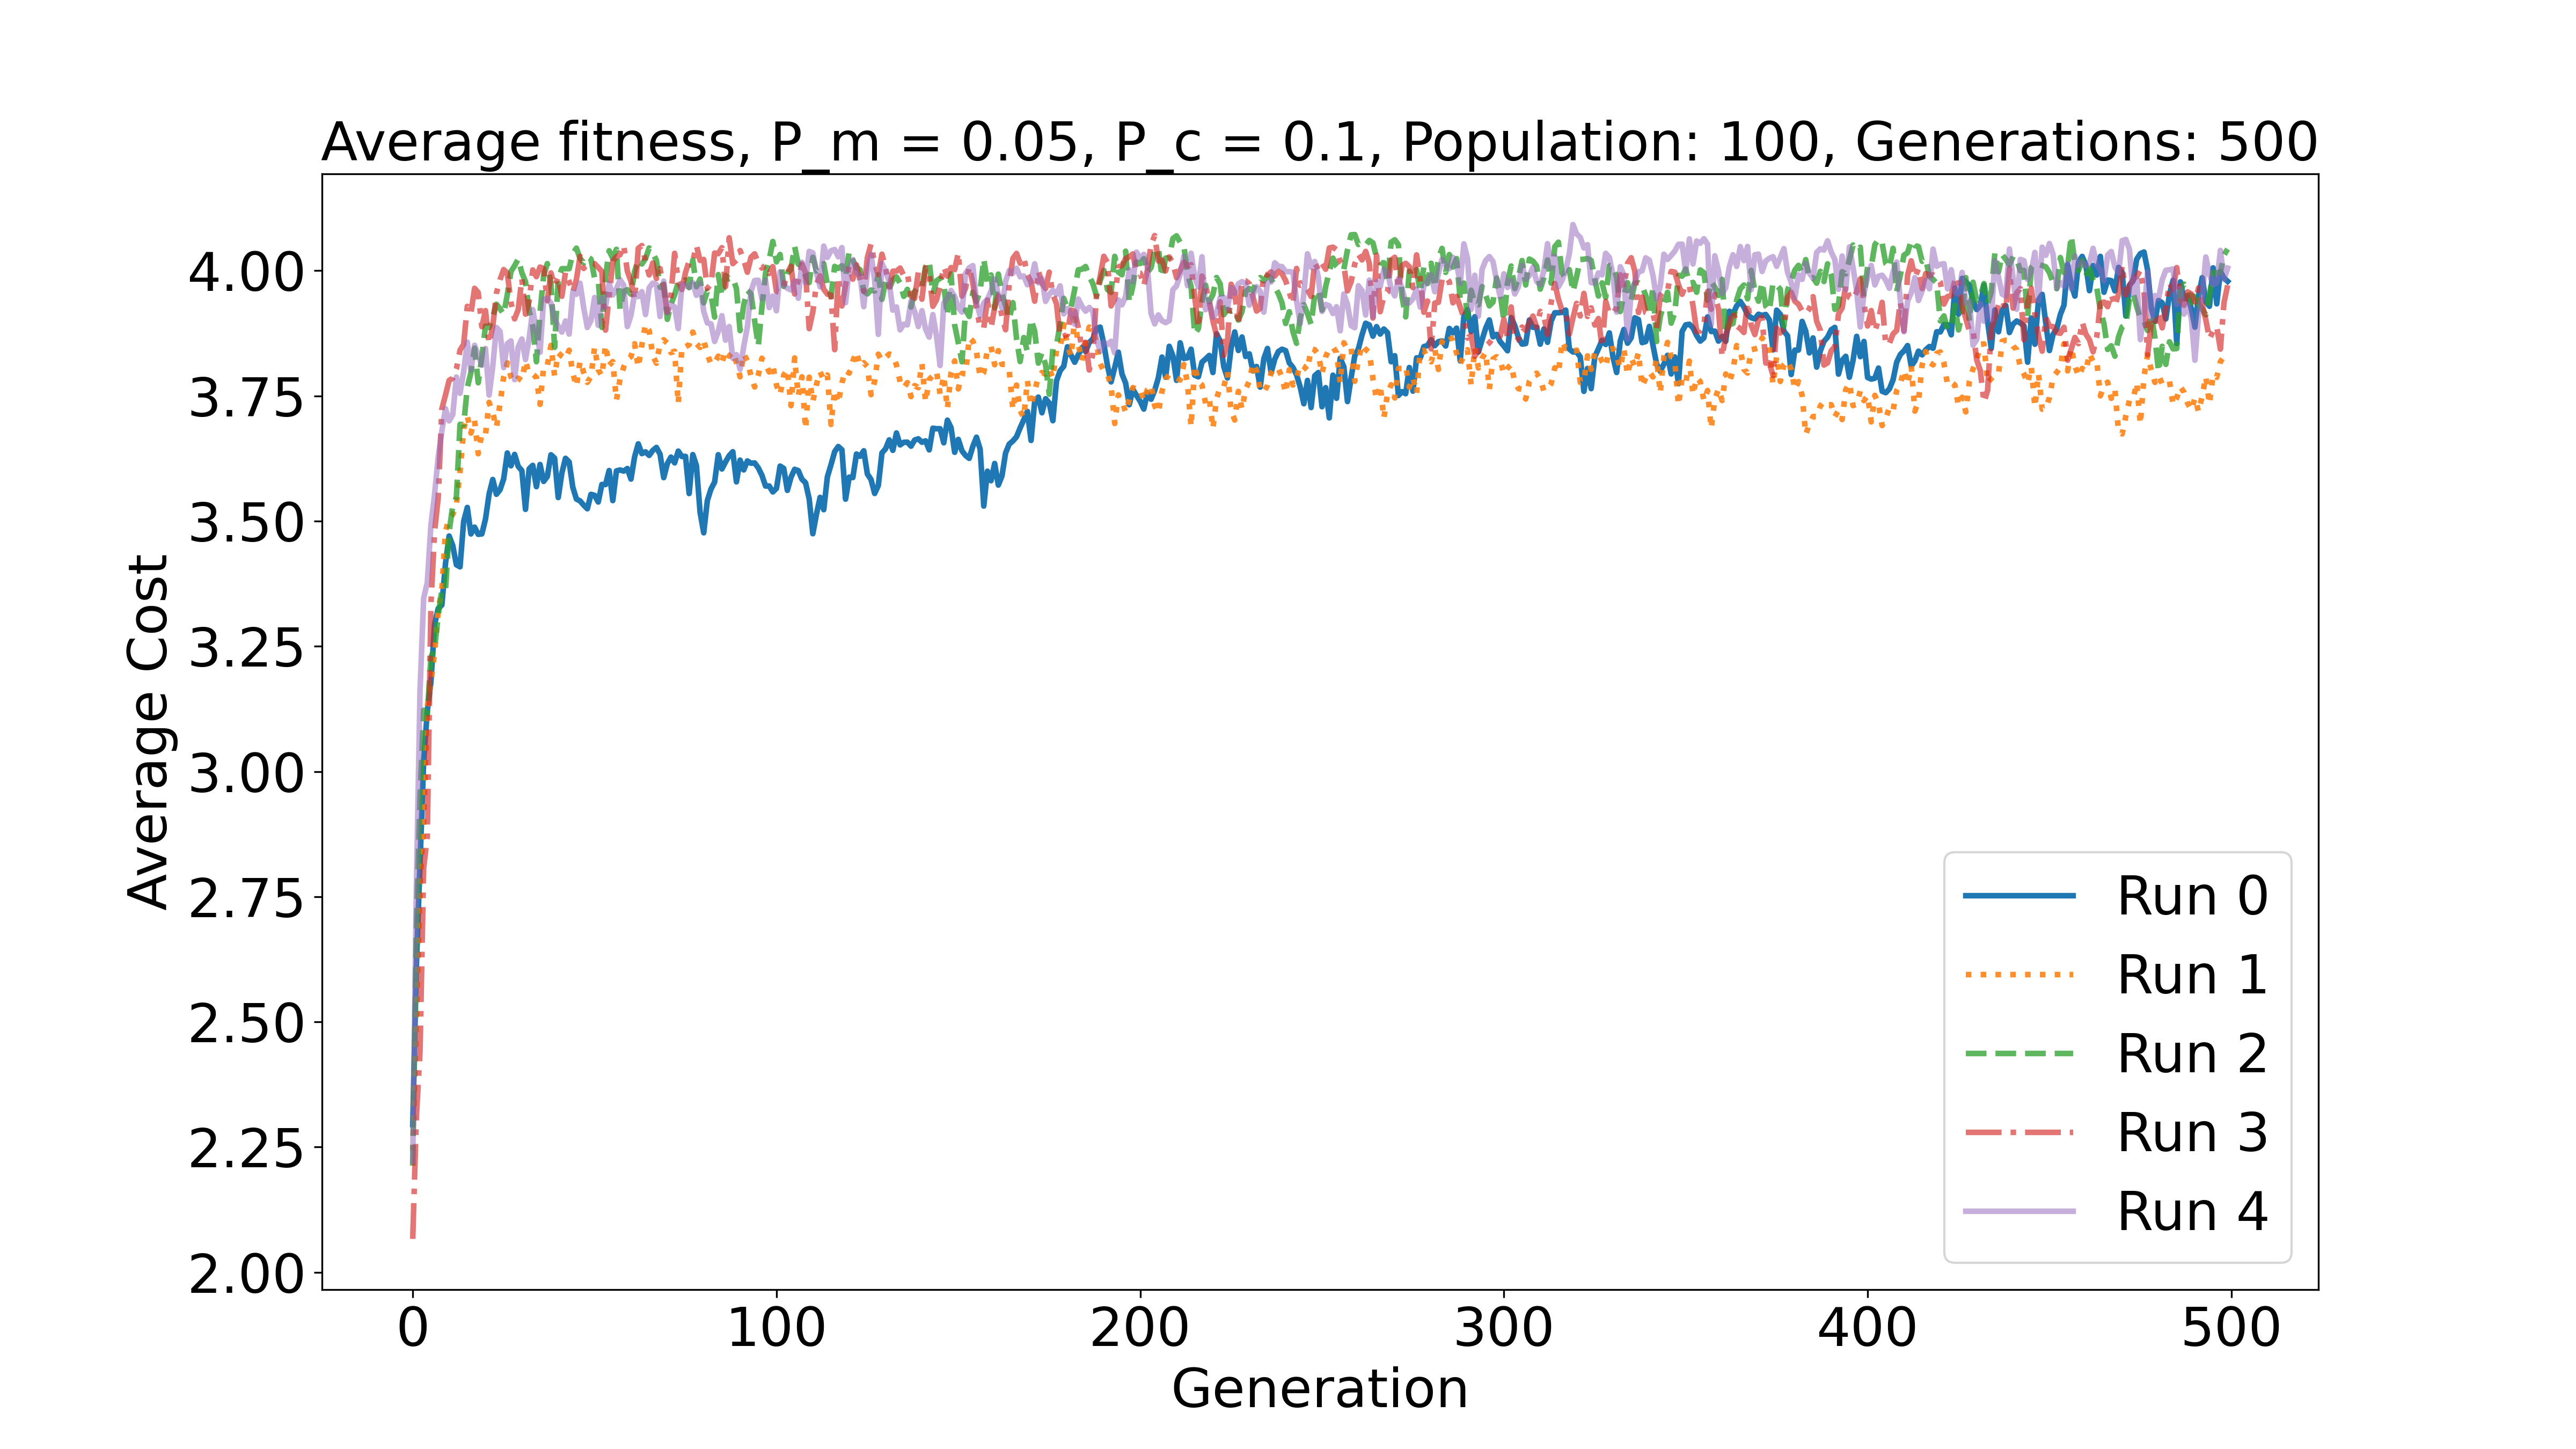 Average fitness, P_m = 0.05, P_c = 0.1, Population: 100, Generations: 500
4.00
3.75
3.50
3.25
3.00
2.75
2.50
2.25
2.00
Average Cost
0 100 200 300 400 500
Generation
Run 0
Run 1
Run 2
Run 3
Run 4